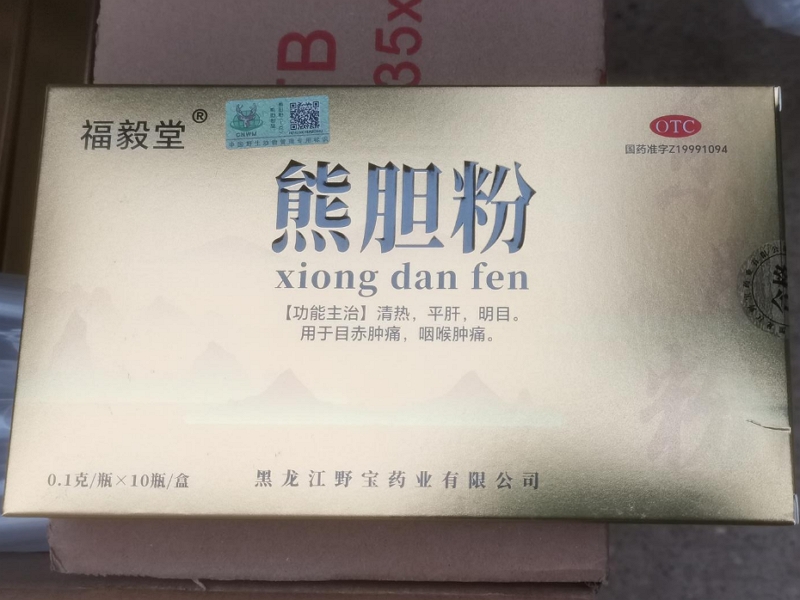 TB
35x
福毅堂®
CNWM
OTC
国药准字Z19991094
熊胆粉
xiong dan fen
【功能主治】清热，平肝，明目。
用于目赤肿痛，咽喉肿痛。
0.1克/瓶×10瓶/盒
黑龙江野宝药业有限公司